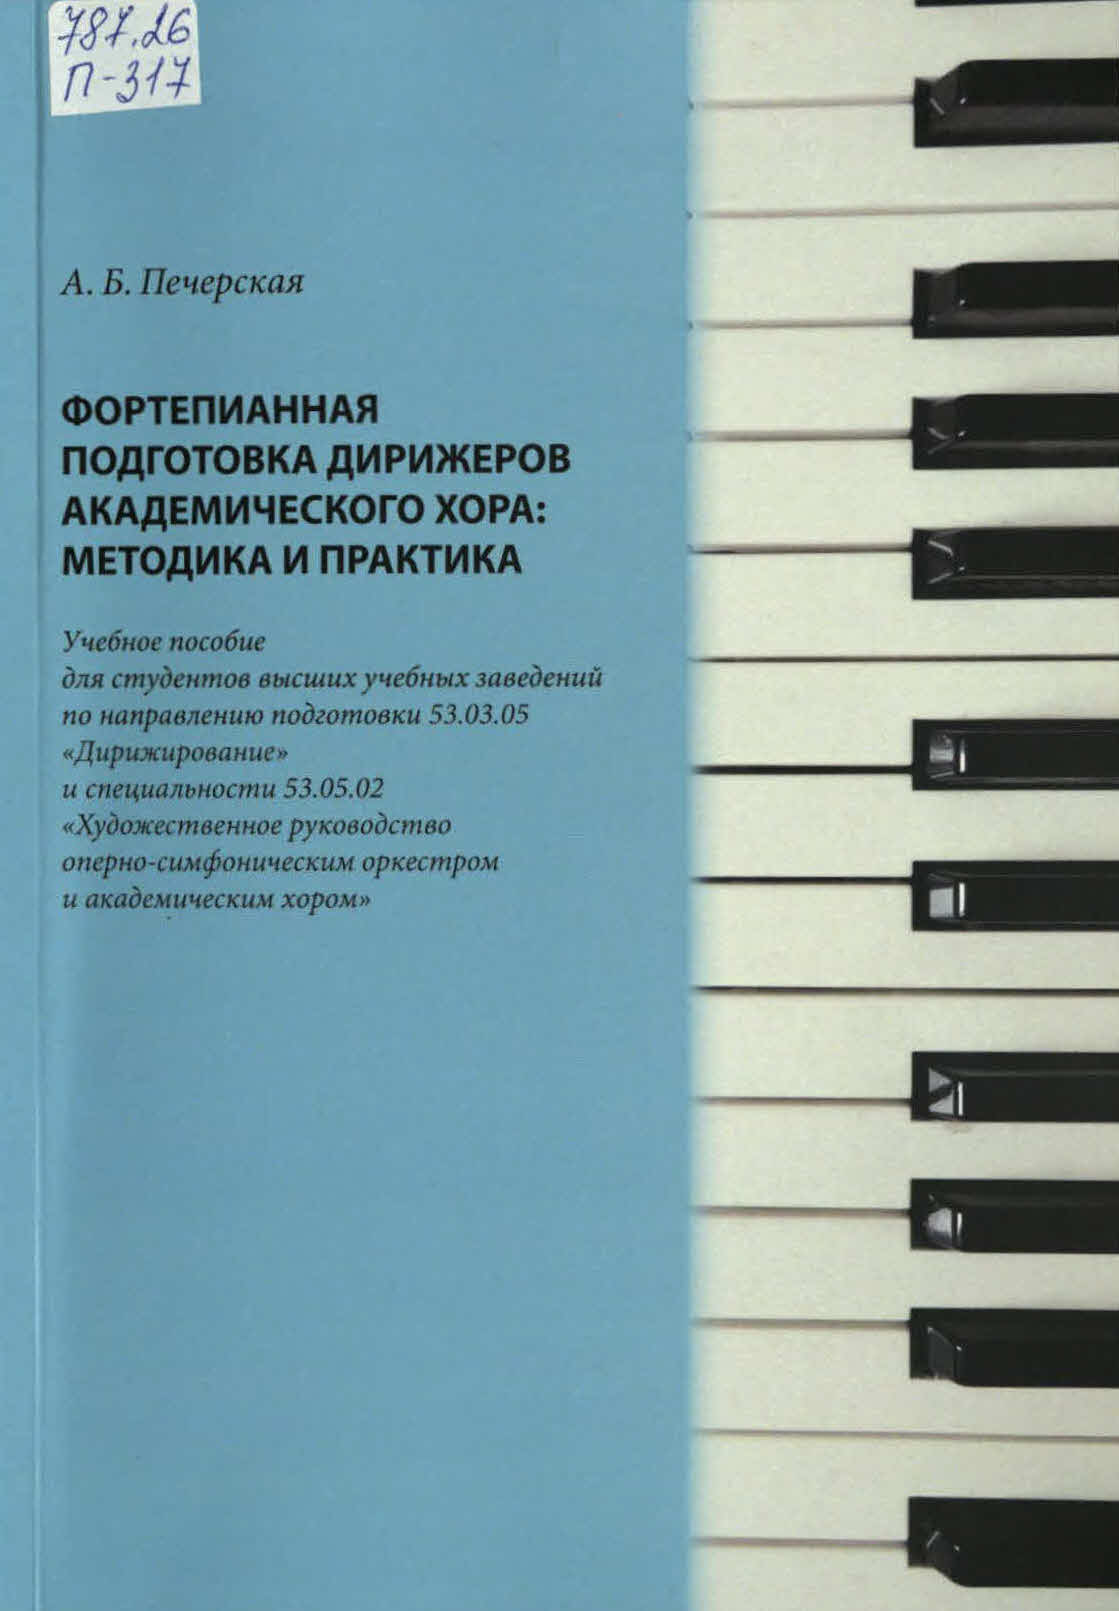 787.26
П-317
А. Б. Печерская
ФОРТЕПИАННАЯ
ПОДГОТОВКА ДИРИЖЕРОВ
АКАДЕМИЧЕСКОГО ХОРА:
МЕТОДИКА И ПРАКТИКА
Учебное пособие
для студентов высших учебных заведений
по направлению подготовки 53.03.05
«Дирижирование»
и специальности 53.05.02
«Художественное руководство
оперно-симфоническим оркестром
и академическим хором»